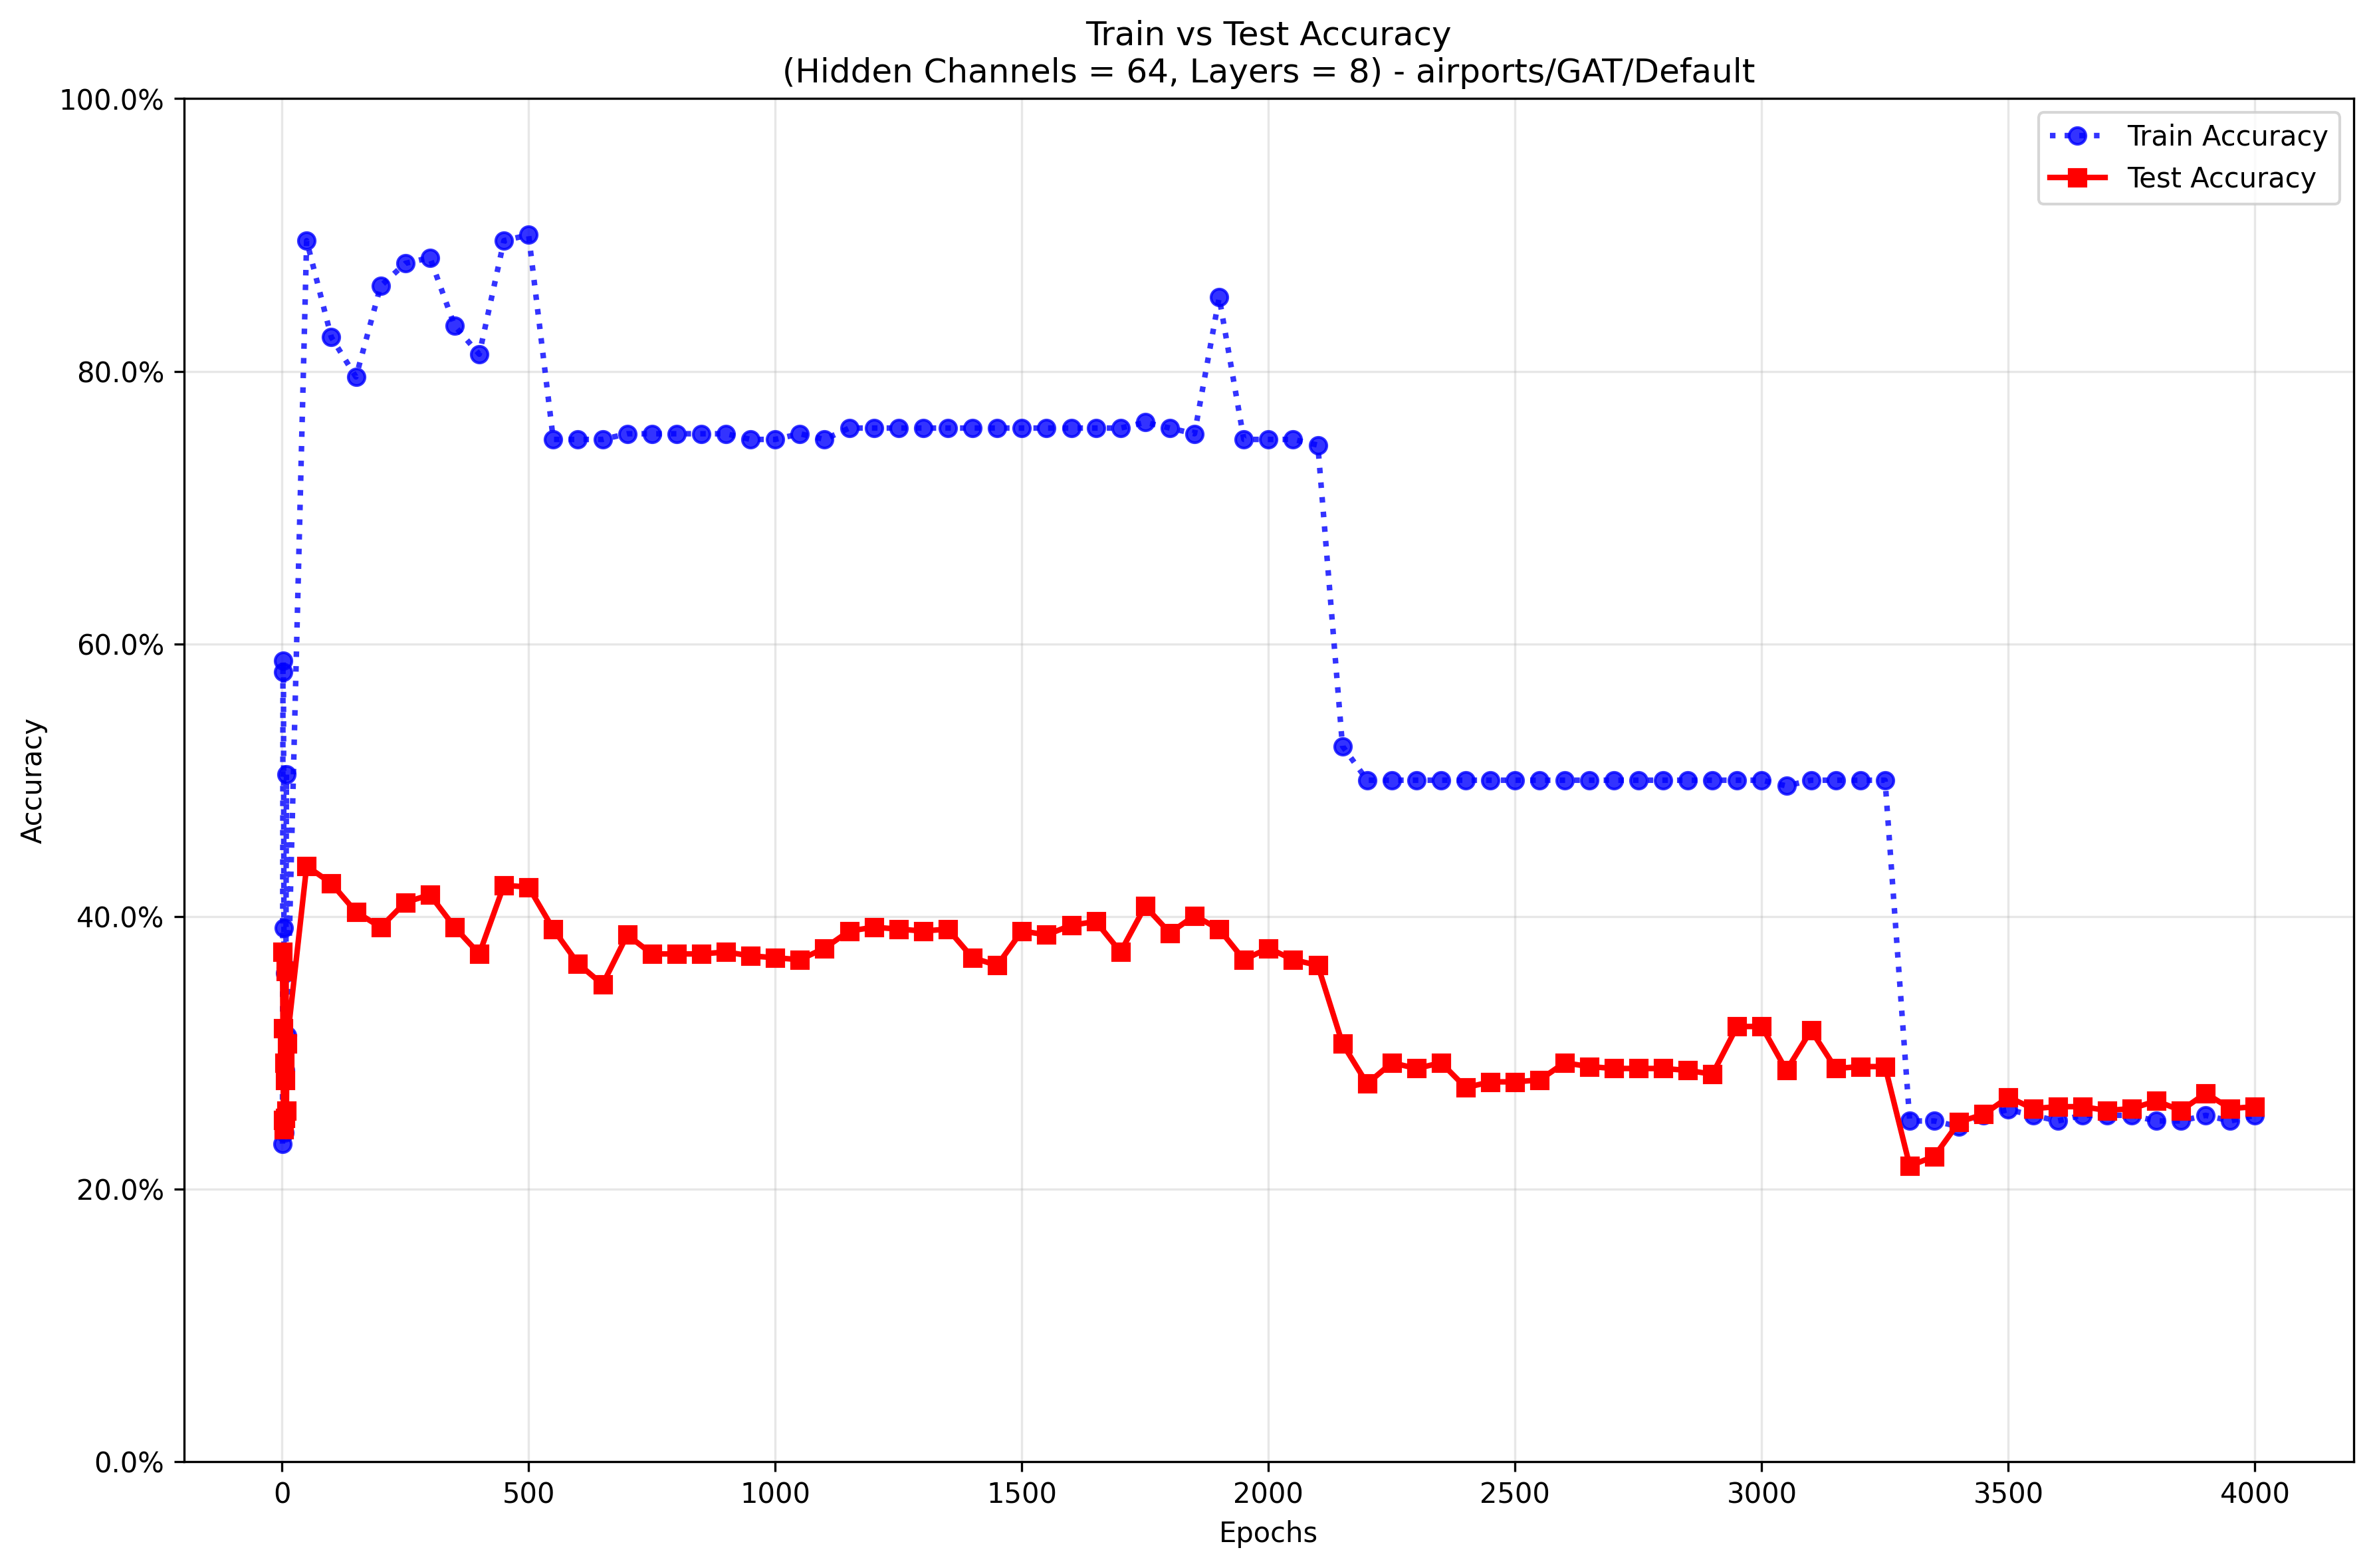 Train vs Test Accuracy
(Hidden Channels = 64, Layers = 8) - airports/GAT/Default
100.0%
80.0%
60.0%
40.0%
20.0%
0.0%
Accuracy
Train Accuracy
Test Accuracy
0 500 1000 1500 2000 2500 3000 3500 4000
Epochs